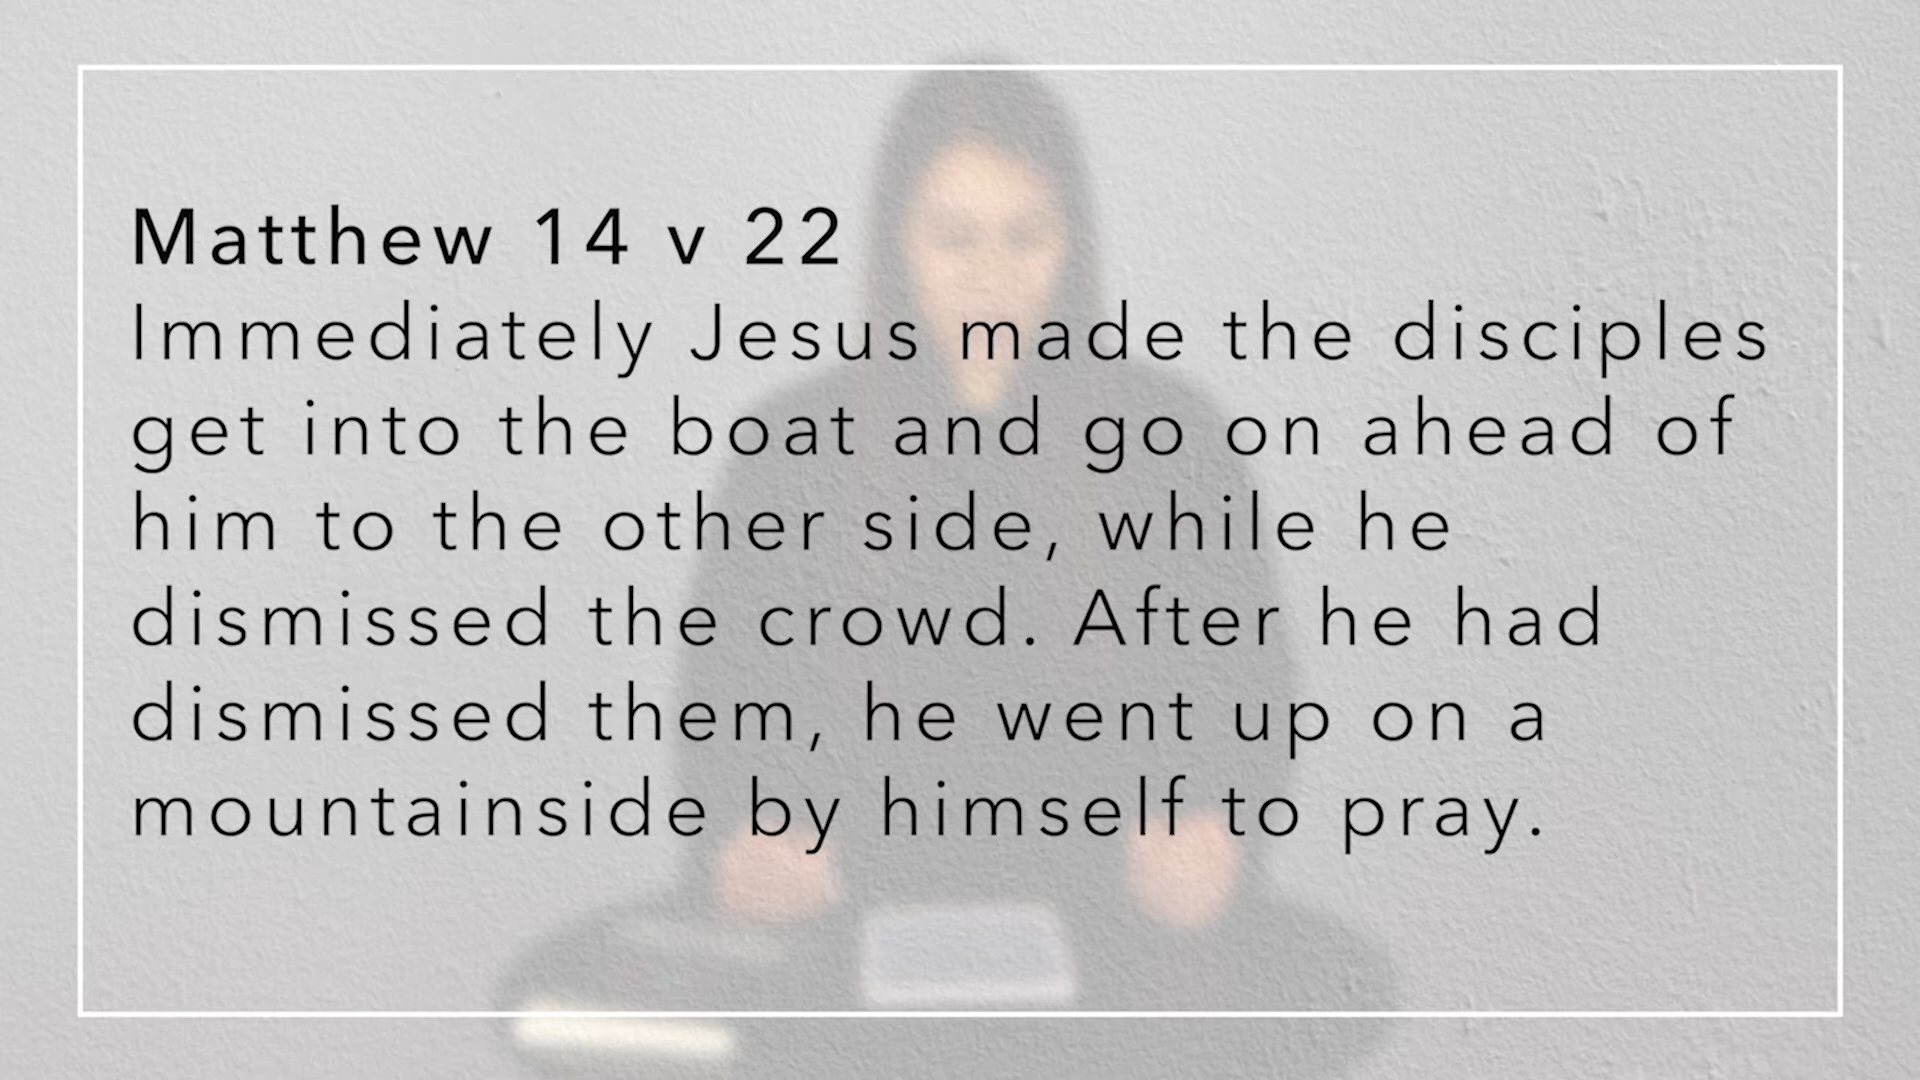 Matthew 14 v 22
Immediately Jesus made the disciples
get into the boat and go on ahead of
him to the other side, while he
dismissed the crowd. After he had
dismissed them, he went up on a
mountainside by himself to pray.